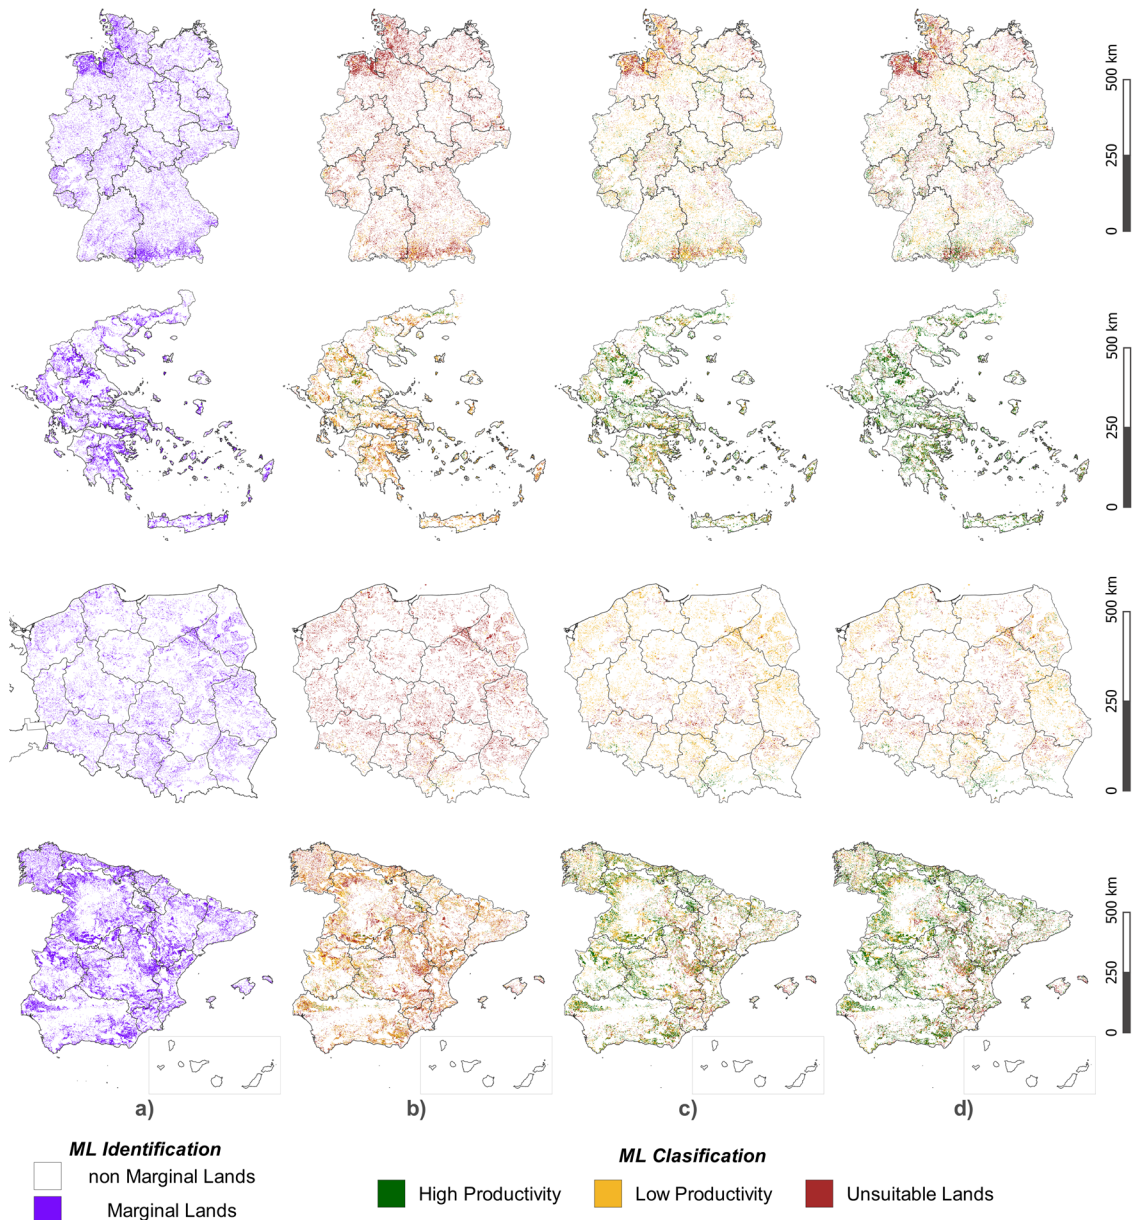 500 km
250
0
500 km
250
0
500 km
250
0
500 km
250
0
a)
b)
c)
d)
ML Identification
non Marginal Lands
Marginal Lands
ML Clasification
High Productivity
Low Productivity
Unsuitable Lands